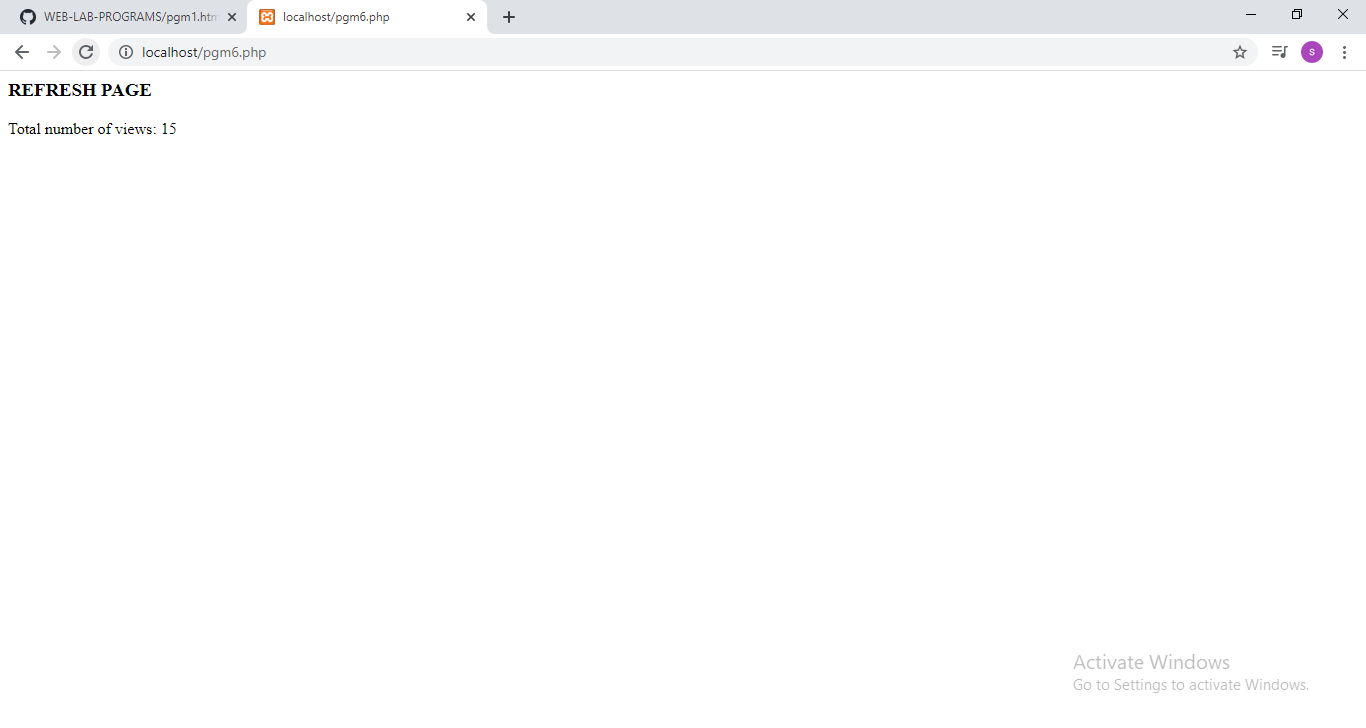 WEB-LAB-PROGRAMS/pgm1.htm
localhost/pgm6.php
localhost/pgm6.php
s
REFRESH PAGE
Total number of views: 15
Activate Windows
Go to Settings to activate Windows.